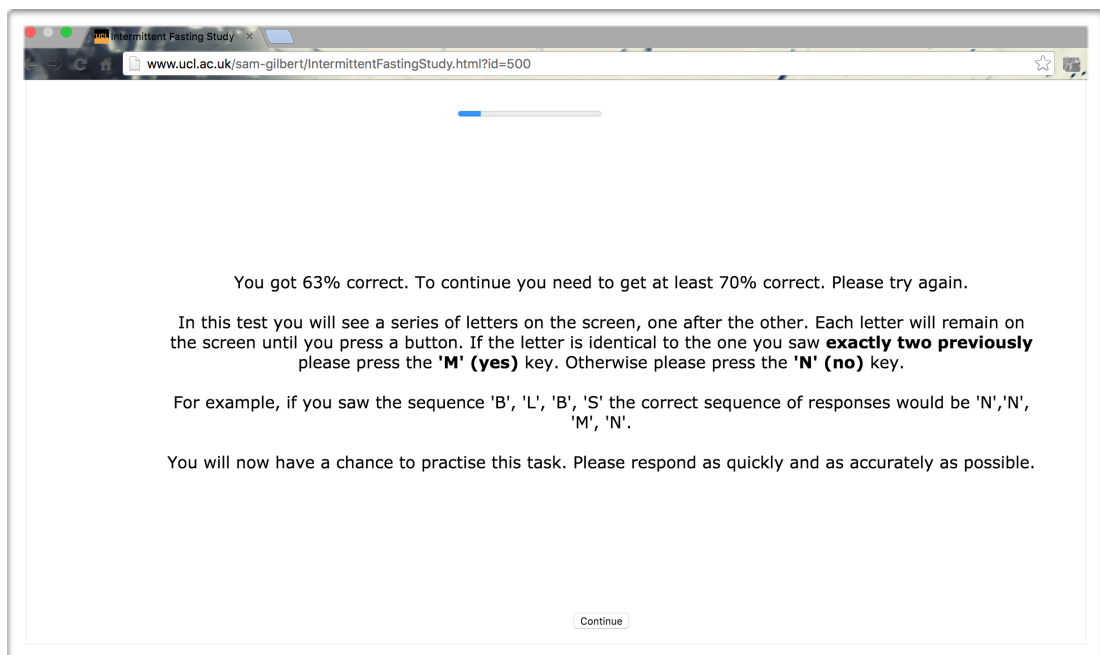 UCL Intermittent Fasting Study ×
www.ucl.ac.uk/sam-gilbert/IntermittentFastingStudy.html?id=500
You got 63% correct. To continue you need to get at least 70% correct. Please try again.
In this test you will see a series of letters on the screen, one after the other. Each letter will remain on
the screen until you press a button. If the letter is identical to the one you saw exactly two previously
please press the 'M' (yes) key. Otherwise please press the 'N' (no) key.
For example, if you saw the sequence 'B', 'L', 'B', 'S' the correct sequence of responses would be 'N','N',
'M', 'N'.
You will now have a chance to practise this task. Please respond as quickly and as accurately as possible.
Continue